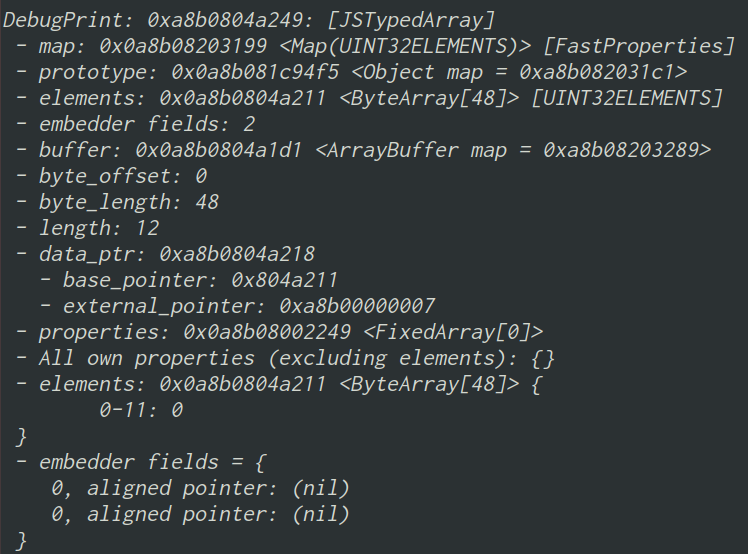 DebugPrint: 0xa8b0804a249: [JSTypedArray]
- map: 0x0a8b08203199 <Map(UINT32ELEMENTS)> [FastProperties]
- prototype: 0x0a8b081c94f5 <Object map = 0xa8b082031c1>
- elements: 0x0a8b0804a211 <ByteArray[48]> [UINT32ELEMENTS]
- embedder fields: 2
- buffer: 0x0a8b0804a1d1 <ArrayBuffer map = 0xa8b08203289>
- byte_offset: 0
- byte_length: 48
- length: 12
- data_ptr: 0xa8b0804a218
- base_pointer: 0x804a211
- external_pointer: 0xa8b00000007
- properties: 0x0a8b08002249 <FixedArray[0]>
- All own properties (excluding elements): {}
- elements: 0x0a8b0804a211 <ByteArray[48]> {
0-11: 0
}
- embedder fields = {
0, aligned pointer: (nil)
0, aligned pointer: (nil)
}